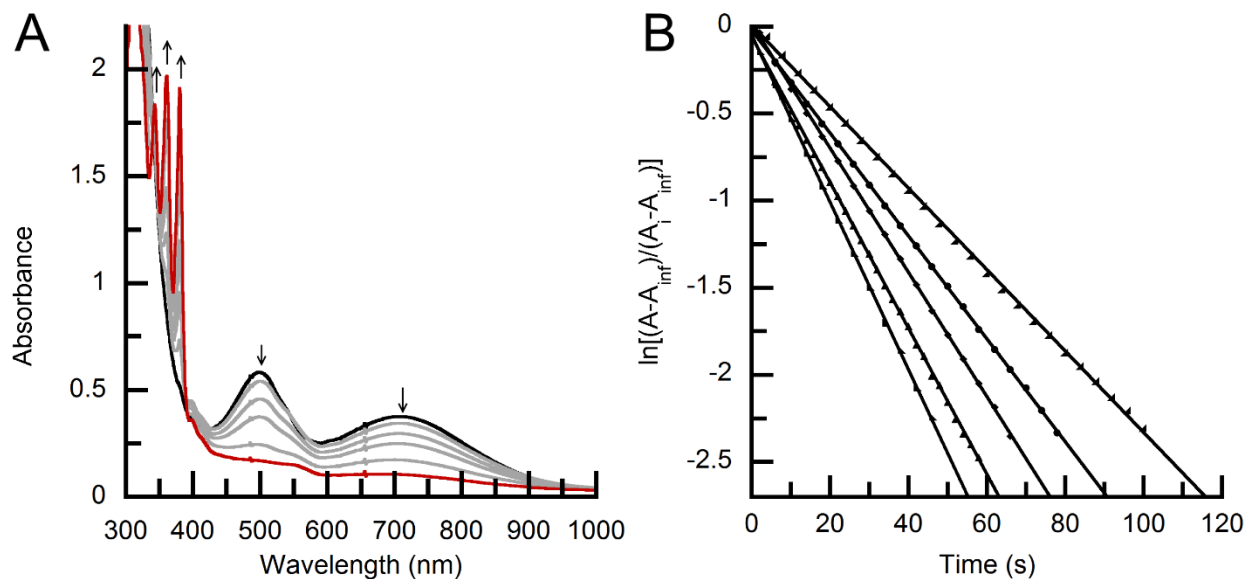 A
Absorbance
2
1.5
1
0.5
0
300 400 500 600 700 800 900 1000
Wavelength (nm)
B
ln[(A-A_inf)/(A_i-A_inf)]
0
-0.5
-1
-1.5
-2
-2.5
0 20 40 60 80 100 120
Time (s)